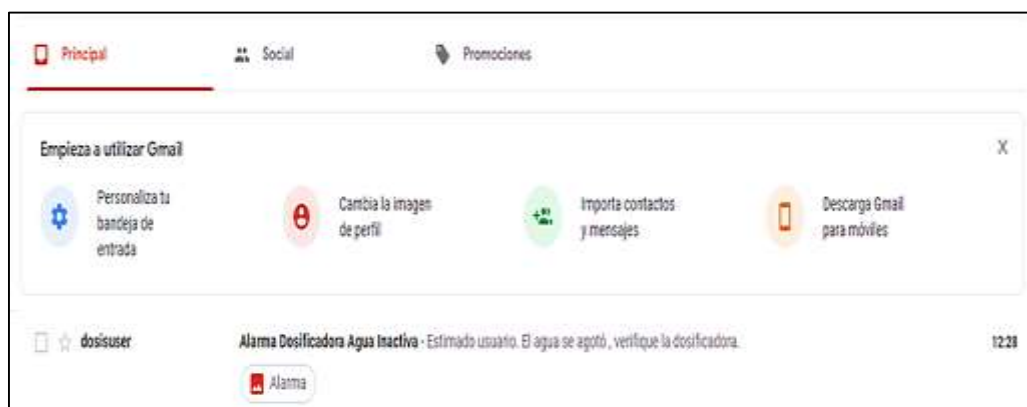 Principal Social Promociones
Empieza a utilizar Gmail X
Personaliza tu
bandeja de
entrada
Cambia la imagen
de perfil
Importa contactos
y mensajes
Descarga Gmail
para móviles
dosisuser Alarma Dosificadora Agua Inactiva - Estimado usuario. El agua se agotó , verifique la dosificadora. 12:28
Alarma